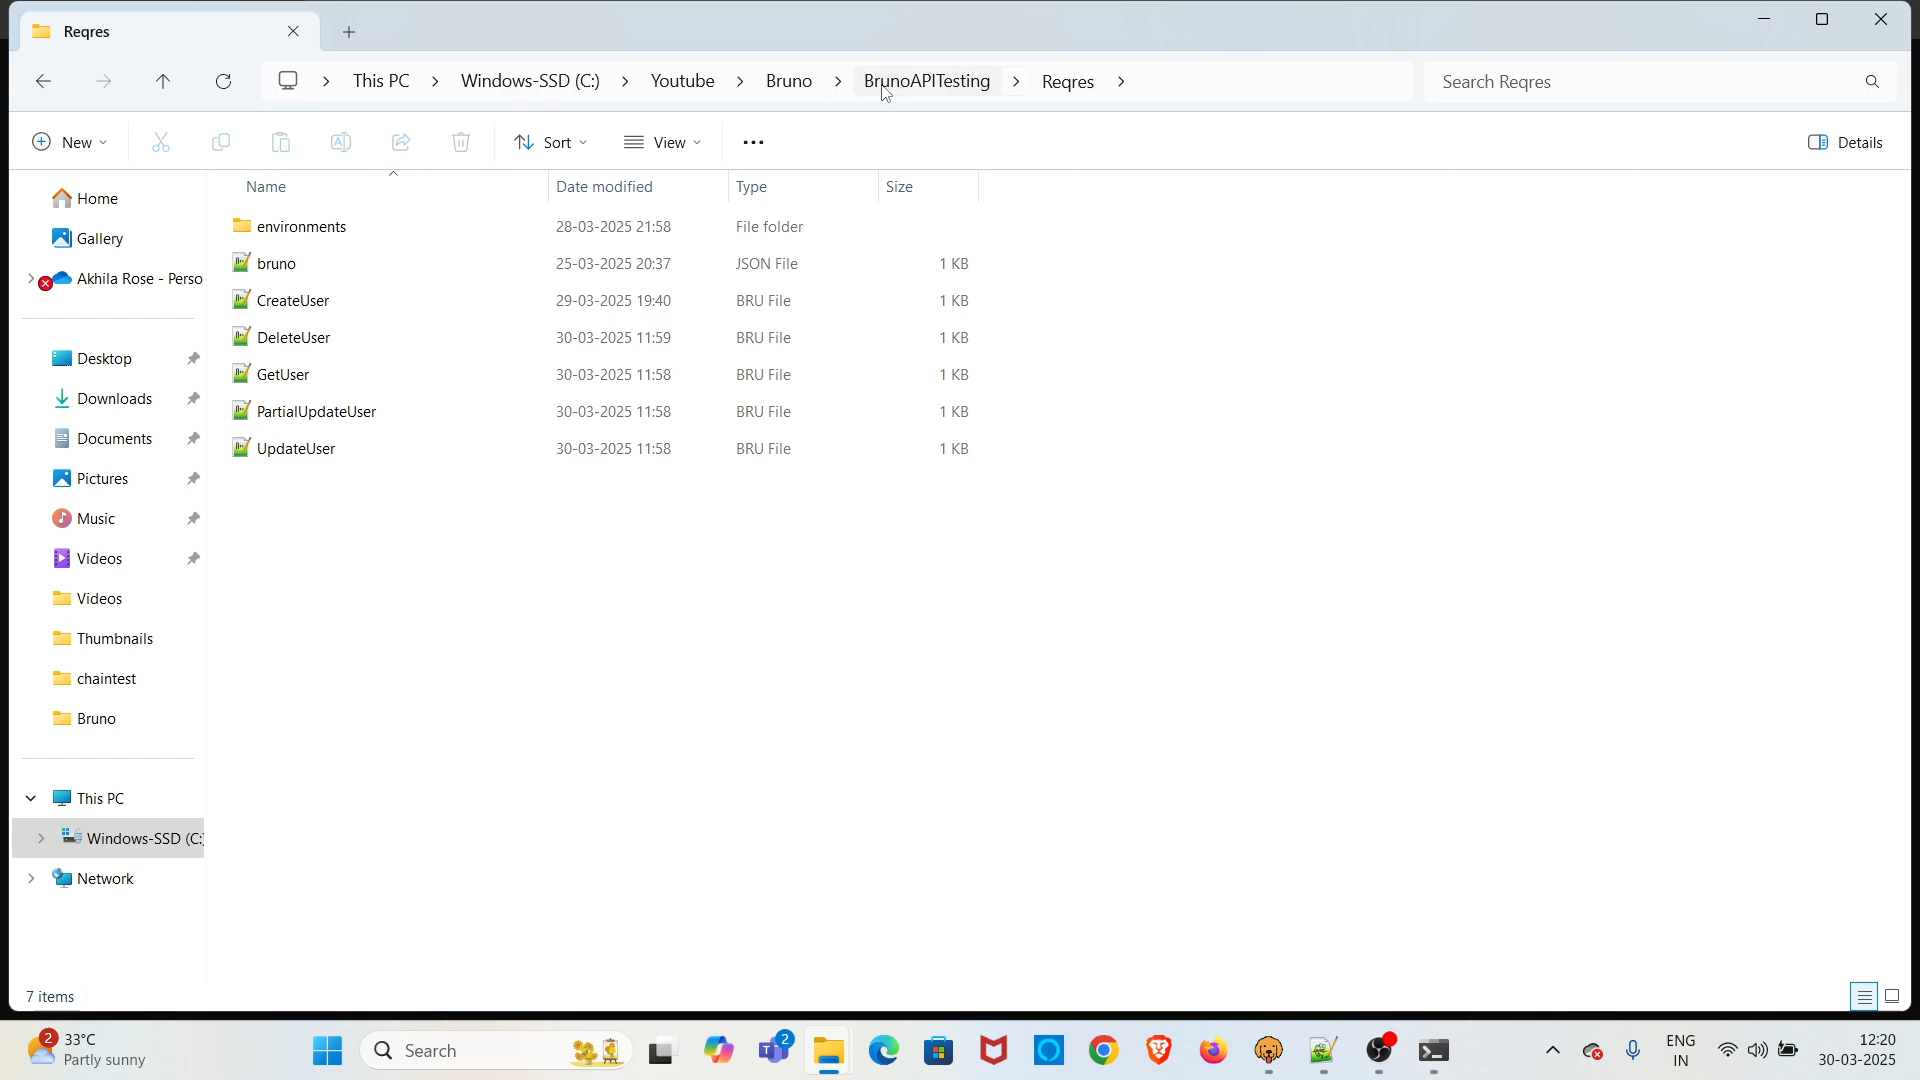 Reqres
This PC > Windows-SSD (C:) > Youtube > Bruno > BrunoAPITesting > Reqres >
Search Reqres
New
Sort
View
Details
Name Date modified Type Size
environments 28-03-2025 21:58 File folder
bruno 25-03-2025 20:37 JSON File 1 KB
CreateUser 29-03-2025 19:40 BRU File 1 KB
DeleteUser 30-03-2025 11:59 BRU File 1 KB
GetUser 30-03-2025 11:58 BRU File 1 KB
PartialUpdateUser 30-03-2025 11:58 BRU File 1 KB
UpdateUser 30-03-2025 11:58 BRU File 1 KB
Home
Gallery
Akhila Rose - Perso
Desktop
Downloads
Documents
Pictures
Music
Videos
Videos
Thumbnails
chaintest
Bruno
This PC
Windows-SSD (C:)
Network
7 items
2
33°C
Partly sunny
Search
2
ENG
IN
12:20
30-03-2025